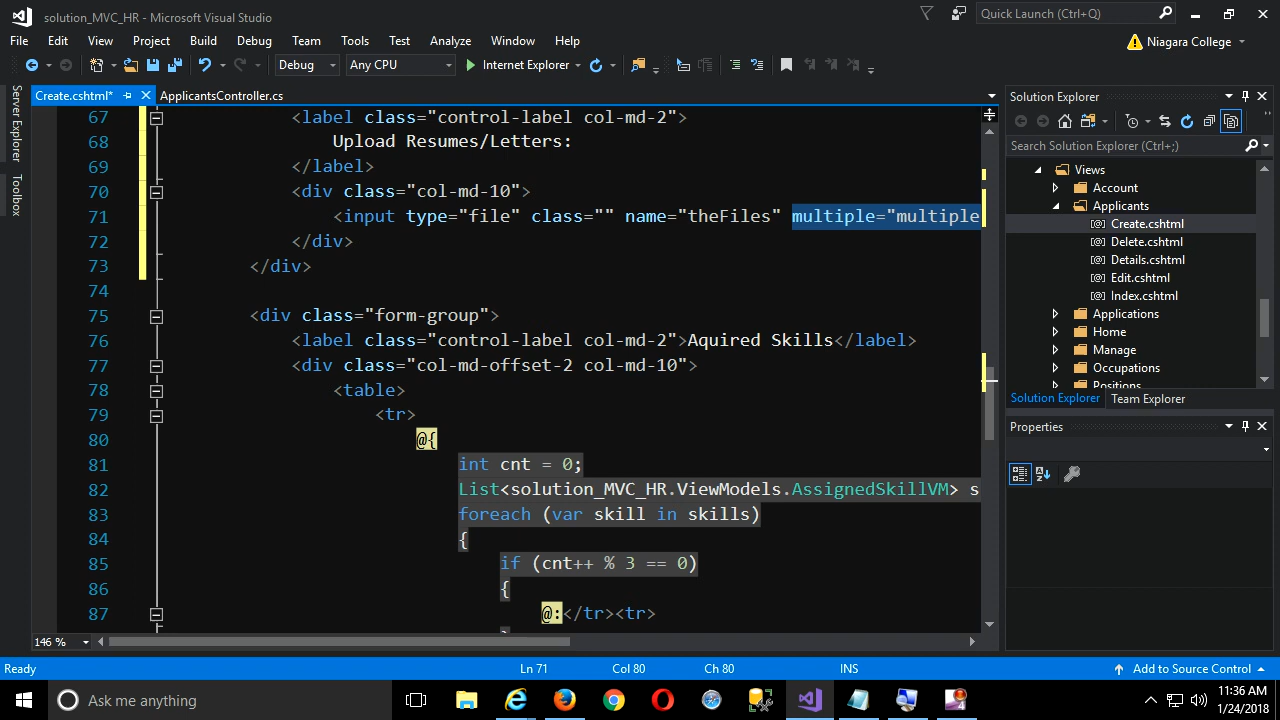 solution_MVC_HR - Microsoft Visual Studio
Quick Launch (Ctrl+Q)
File Edit View Project Build Debug Team Tools Test Analyze Window Help
Niagara College
Debug Any CPU Internet Explorer
Server Explorer
Toolbox
Create.cshtml* ApplicantsController.cs
67 <label class="control-label col-md-2">
68 Upload Resumes/Letters:
69 </label>
70 <div class="col-md-10">
71 <input type="file" class="" name="theFiles" multiple="multiple
72 </div>
73 </div>
74
75 <div class="form-group">
76 <label class="control-label col-md-2">Aquired Skills</label>
77 <div class="col-md-offset-2 col-md-10">
78 <table>
79 <tr>
80 @{
81 int cnt = 0;
82 List<solution_MVC_HR.ViewModels.AssignedSkillVM> s
83 foreach (var skill in skills)
84 {
85 if (cnt++ % 3 == 0)
86 {
87 @:</tr><tr>
146 %
Solution Explorer
Search Solution Explorer (Ctrl+;)
Views
Account
Applicants
Create.cshtml
Delete.cshtml
Details.cshtml
Edit.cshtml
Index.cshtml
Applications
Home
Manage
Occupations
Positions
Solution Explorer Team Explorer
Properties
Ready Ln 71 Col 80 Ch 80 INS Add to Source Control
Ask me anything
11:36 AM
1/24/2018